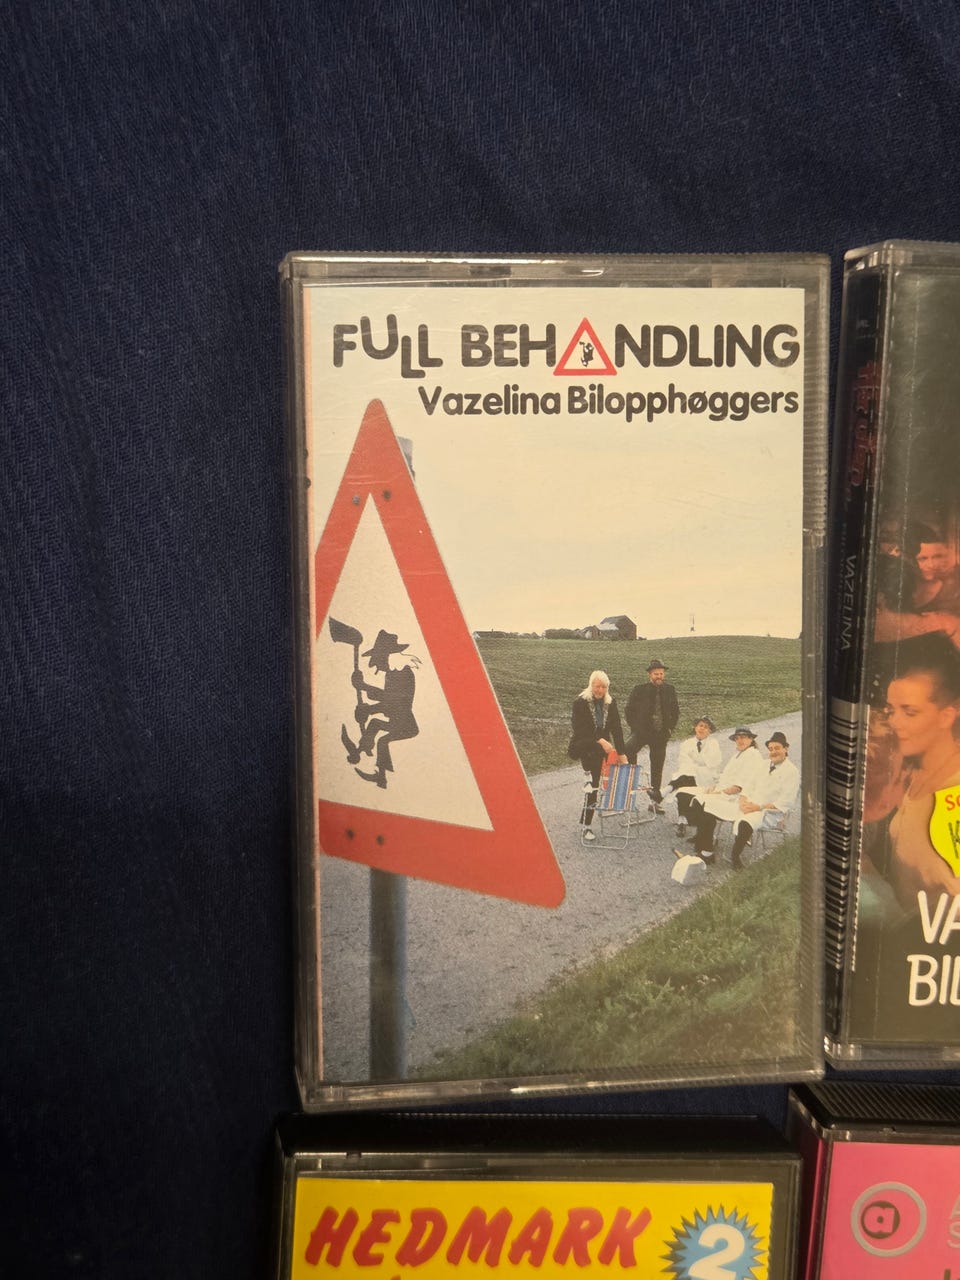 FULL BEHANDLING
Vazelina Bilopphøggers
VAZELINA
HEDMARK
2
a